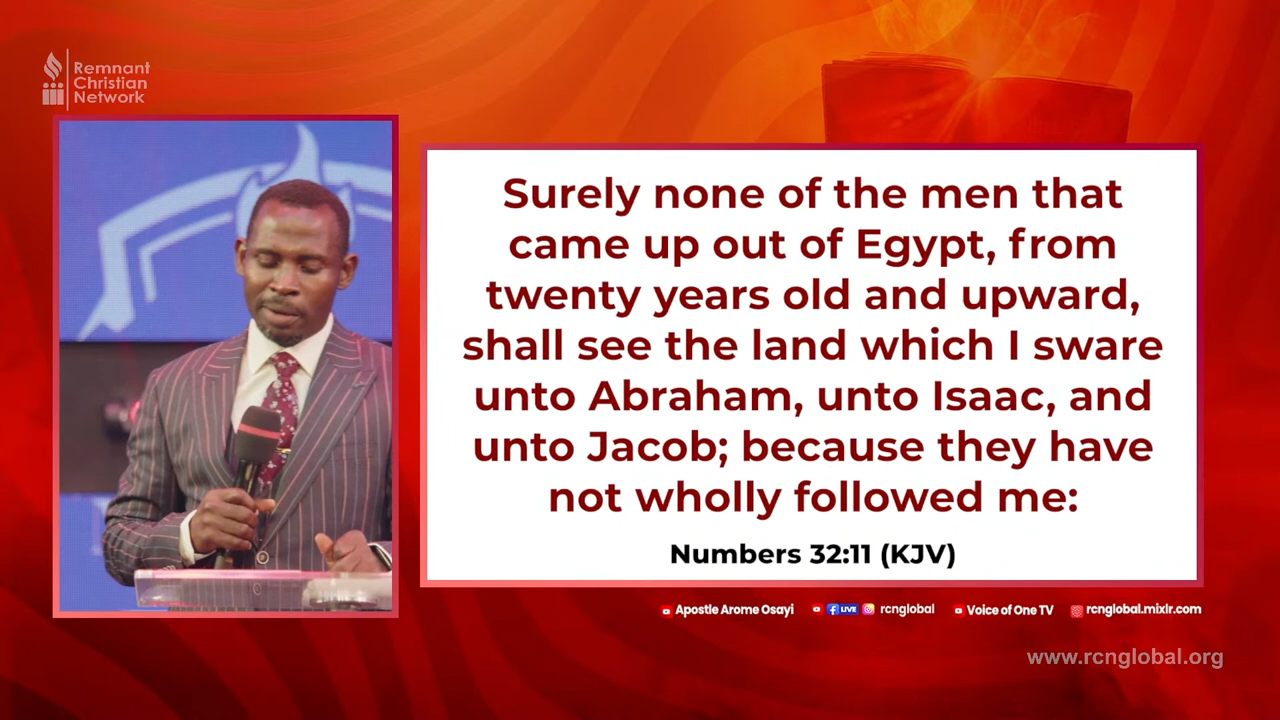 Remnant
Christian
Network
Surely none of the men that
came up out of Egypt, from
twenty years old and upward,
shall see the land which I sware
unto Abraham, unto Isaac, and
unto Jacob; because they have
not wholly followed me:
Numbers 32:11 (KJV)
Apostle Arome Osayi LIVE rcnglobal Voice of One TV rcnglobal.mixlr.com
www.rcnglobal.org